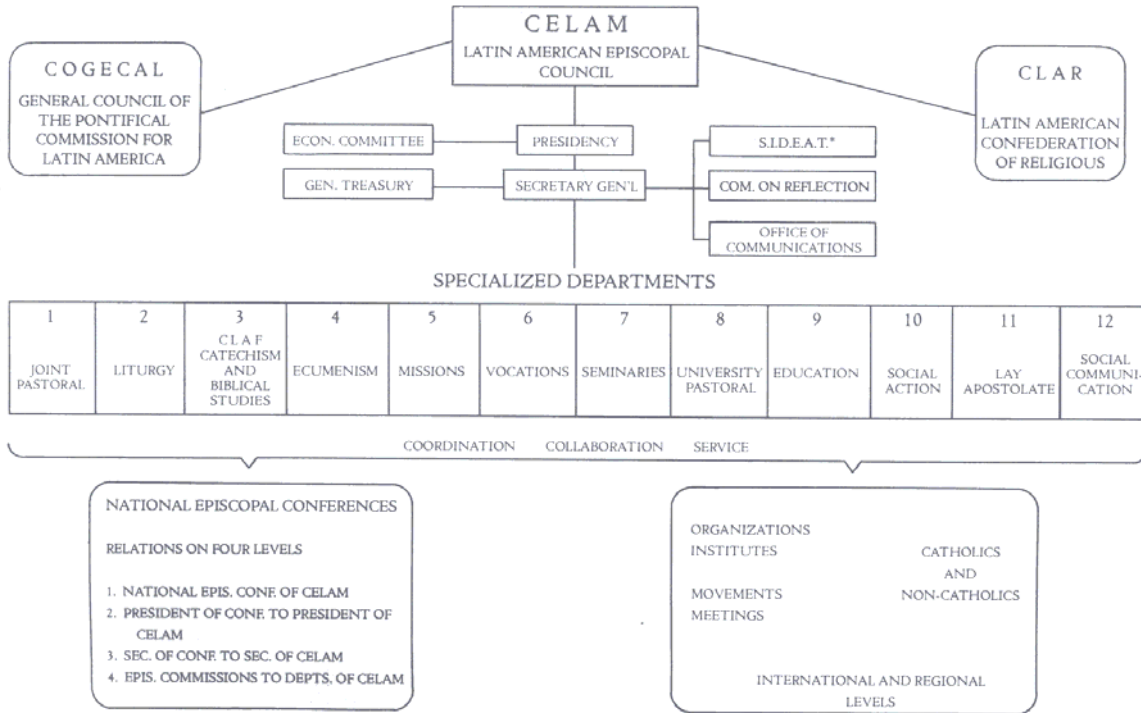 CELAM
LATIN AMERICAN EPISCOPAL
COUNCIL
COGECAL
GENERAL COUNCIL OF
THE PONTIFICAL
COMMISSION FOR
LATIN AMERICA
CLAR
LATIN AMERICAN
CONFEDERATION
OF RELIGIOUS
ECON. COMMITTEE
PRESIDENCY
S.I.D.E.A.T.*
GEN. TREASURY
SECRETARY GEN'L
COM. ON REFLECTION
OFFICE OF
COMMUNICATIONS
SPECIALIZED DEPARTMENTS
1
JOINT
PASTORAL
2
LITURGY
3
CLAF
CATECHISM
AND
BIBLICAL
STUDIES
4
ECUMENISM
5
MISSIONS
6
VOCATIONS
7
SEMINARIES
8
UNIVERSITY
PASTORAL
9
EDUCATION
10
SOCIAL
ACTION
11
LAY
APOSTOLATE
12
SOCIAL
COMMUNI-
CATION
COORDINATION COLLABORATION SERVICE
NATIONAL EPISCOPAL CONFERENCES
RELATIONS ON FOUR LEVELS
1. NATIONAL EPIS. CONF. OF CELAM
2. PRESIDENT OF CONF. TO PRESIDENT OF
CELAM
3. SEC. OF CONF. TO SEC. OF CELAM
4. EPIS. COMMISSIONS TO DEPTS. OF CELAM
ORGANIZATIONS
INSTITUTES
MOVEMENTS
MEETINGS
CATHOLICS
AND
NON-CATHOLICS
INTERNATIONAL AND REGIONAL
LEVELS